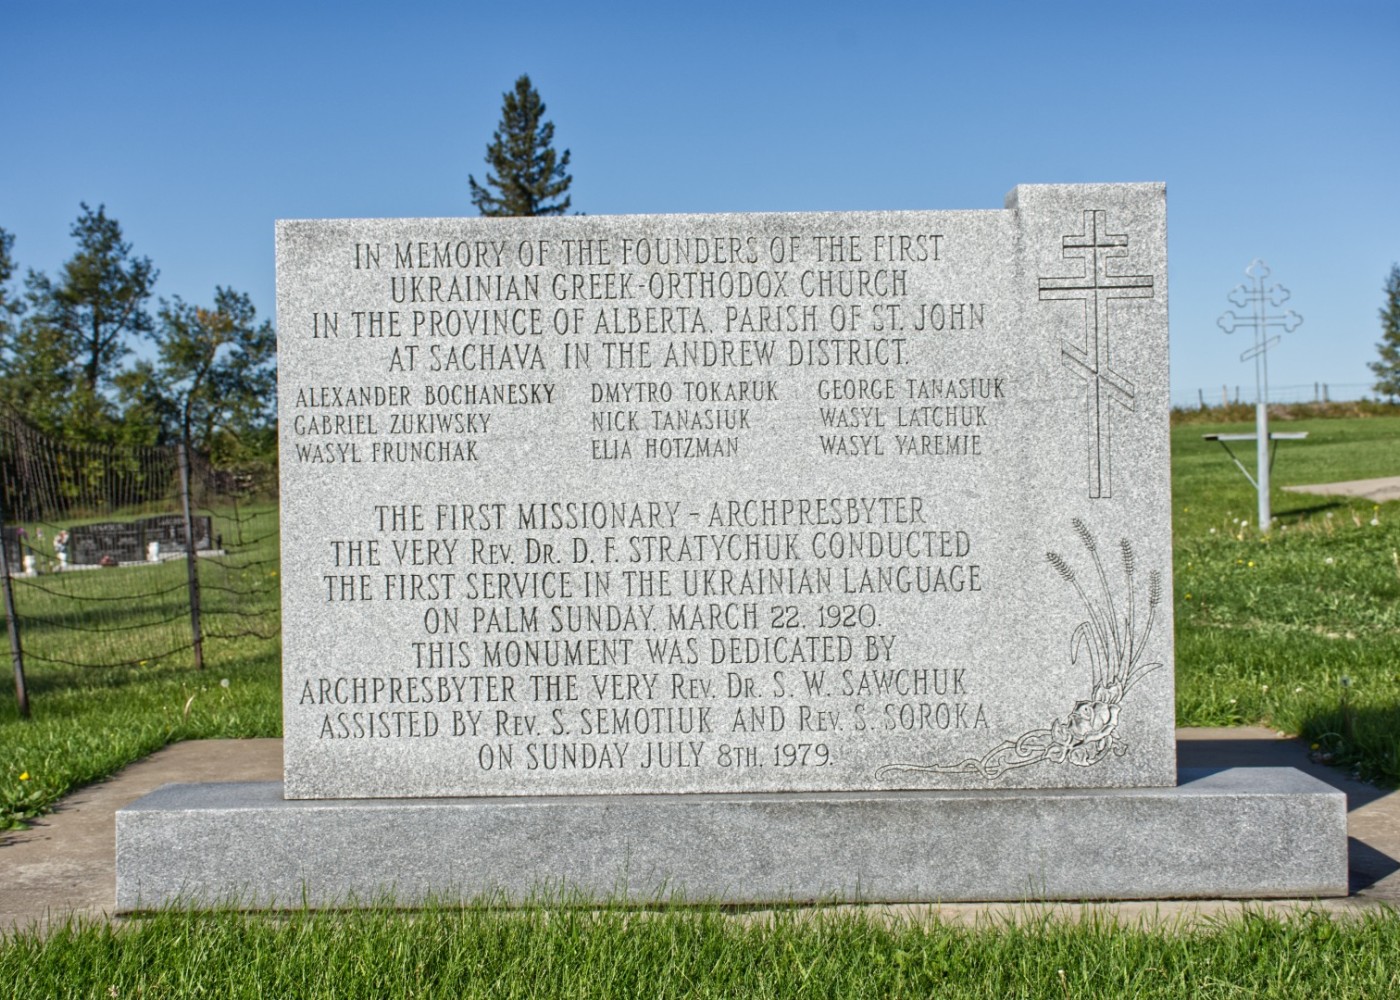 IN MEMORY OF THE FOUNDERS OF THE FIRST
UKRAINIAN GREEK-ORTHODOX CHURCH
IN THE PROVINCE OF ALBERTA, PARISH OF ST. JOHN
AT SACHAVA IN THE ANDREW DISTRICT.
ALEXANDER BOCHANESKY DMYTRO TOKARUK GEORGE TANASIUK
GABRIEL ZUKIWSKY NICK TANASIUK WASYL LATCHUK
WASYL FRUNCHAK ELIA HOTZMAN WASYL YAREMIE
THE FIRST MISSIONARY - ARCHPRESBYTER
THE VERY REV. DR. D. F. STRATYCHUK CONDUCTED
THE FIRST SERVICE IN THE UKRAINIAN LANGUAGE
ON PALM SUNDAY, MARCH 22, 1920.
THIS MONUMENT WAS DEDICATED BY
ARCHPRESBYTER THE VERY REV. DR. S. W. SAWCHUK
ASSISTED BY REV. S. SEMOTIUK AND REV. S. SOROKA
ON SUNDAY JULY 8TH, 1979.